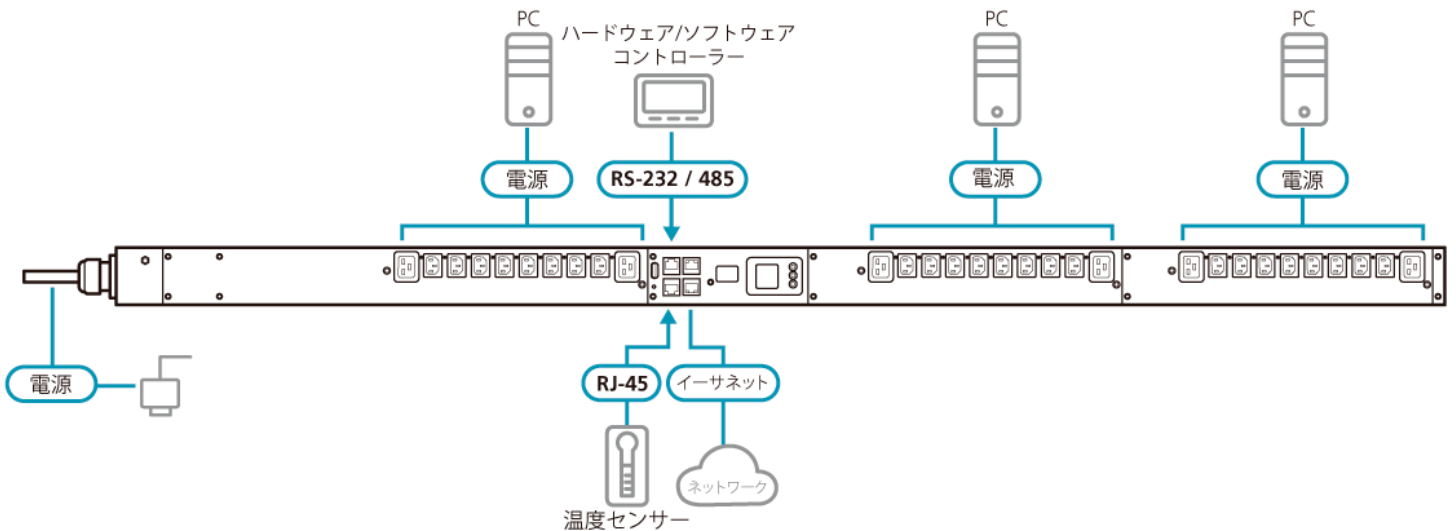 PC
ハードウェア/ソフトウェア
コントローラー
PC
PC
電源
RS-232 / 485
電源
電源
電源
RJ-45
イーサネット
ネットワーク
温度センサー